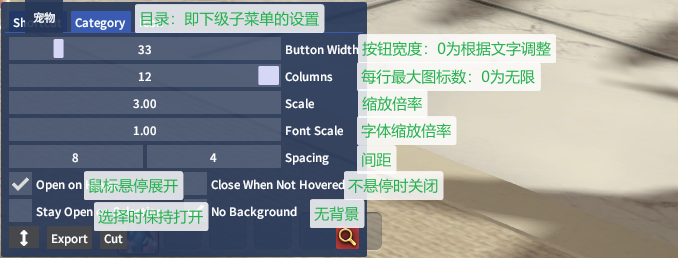 宠物
Category 目录：即下级子菜单的设置
33 Button Width 按钮宽度：0为根据文字调整
12 Columns 每行最大图标数：0为无限
3.00 Scale 缩放倍率
1.00 Font Scale 字体缩放倍率
8 4 Spacing 间距
Open on 鼠标悬停展开 Close When Not Hovered 不悬停时关闭
Stay Open 选择时保持打开 No Background 无背景
Export Cut